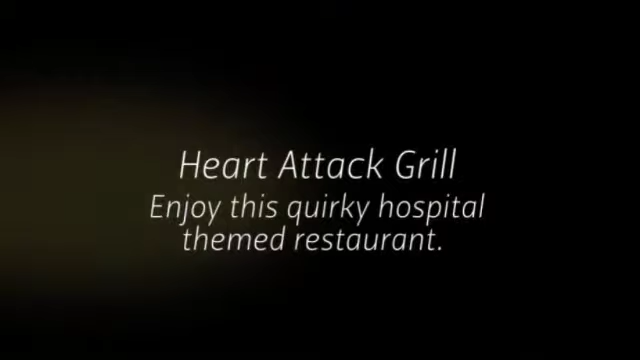 Heart Attack Grill
Enjoy this quirky hospital
themed restaurant.